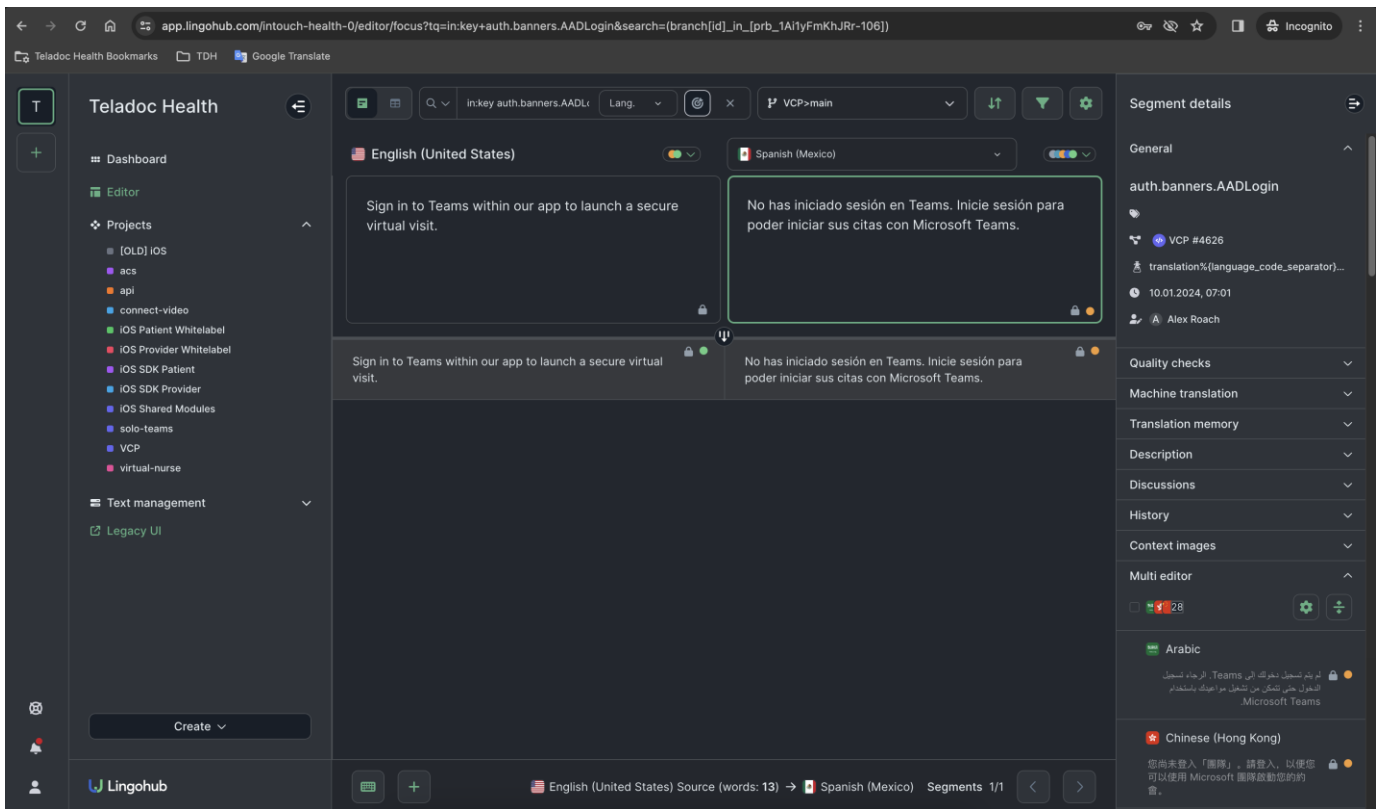 app.lingohub.com/intouch-health-0/editor/focus?tq=in:key+auth.banners.AADLogin&search=(branch[id]_in_[prb_1Ai1yFmKhJRr-106])
Incognito
Teladoc Health Bookmarks
TDH
Google Translate
T
Teladoc Health
Dashboard
Editor
Projects
[OLD] iOS
acs
api
connect-video
iOS Patient Whitelabel
iOS Provider Whitelabel
iOS SDK Patient
iOS SDK Provider
iOS Shared Modules
solo-teams
VCP
virtual-nurse
Text management
Legacy UI
Create
Lingohub
in:key auth.banners.AADL
Lang.
VCP>main
English (United States)
Spanish (Mexico)
Sign in to Teams within our app to launch a secure
virtual visit.
No has iniciado sesión en Teams. Inicie sesión para
poder iniciar sus citas con Microsoft Teams.
Sign in to Teams within our app to launch a secure virtual
visit.
No has iniciado sesión en Teams. Inicie sesión para
poder iniciar sus citas con Microsoft Teams.
English (United States) Source (words: 13) → Spanish (Mexico) Segments 1/1
Segment details
General
auth.banners.AADLogin
VCP #4626
translation%{language_code_separator}...
10.01.2024, 07:01
A Alex Roach
Quality checks
Machine translation
Translation memory
Description
Discussions
History
Context images
Multi editor
28
Arabic
لم يتم تسجيل دخولك إلى Teams. الرجاء تسجيل
الدخول حتى تتمكن من تشغيل مواعيدك باستخدام
Microsoft Teams.
Chinese (Hong Kong)
您尚未登入「團隊」。請登入，以便您
可以使用 Microsoft 團隊啟動您的約
會。